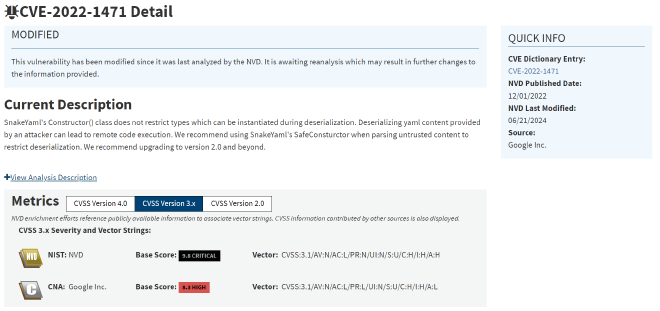 CVE-2022-1471 Detail
MODIFIED
This vulnerability has been modified since it was last analyzed by the NVD. It is awaiting reanalysis which may result in further changes to
the information provided.
Current Description
SnakeYaml's Constructor() class does not restrict types which can be instantiated during deserialization. Deserializing yaml content provided
by an attacker can lead to remote code execution. We recommend using SnakeYaml's SafeConsturctor when parsing untrusted content to
restrict deserialization. We recommend upgrading to version 2.0 and beyond.
+View Analysis Description
Metrics
CVSS Version 4.0
CVSS Version 3.x
CVSS Version 2.0
NVD enrichment efforts reference publicly available information to associate vector strings. CVSS information contributed by other sources is also displayed.
CVSS 3.x Severity and Vector Strings:
NVD
NIST: NVD
Base Score: 9.8 CRITICAL
Vector: CVSS:3.1/AV:N/AC:L/PR:N/UI:N/S:U/C:H/I:H/A:H
C
CNA: Google Inc.
Base Score: 8.3 HIGH
Vector: CVSS:3.1/AV:N/AC:L/PR:L/UI:N/S:U/C:H/I:H/A:L
QUICK INFO
CVE Dictionary Entry:
CVE-2022-1471
NVD Published Date:
12/01/2022
NVD Last Modified:
06/21/2024
Source:
Google Inc.